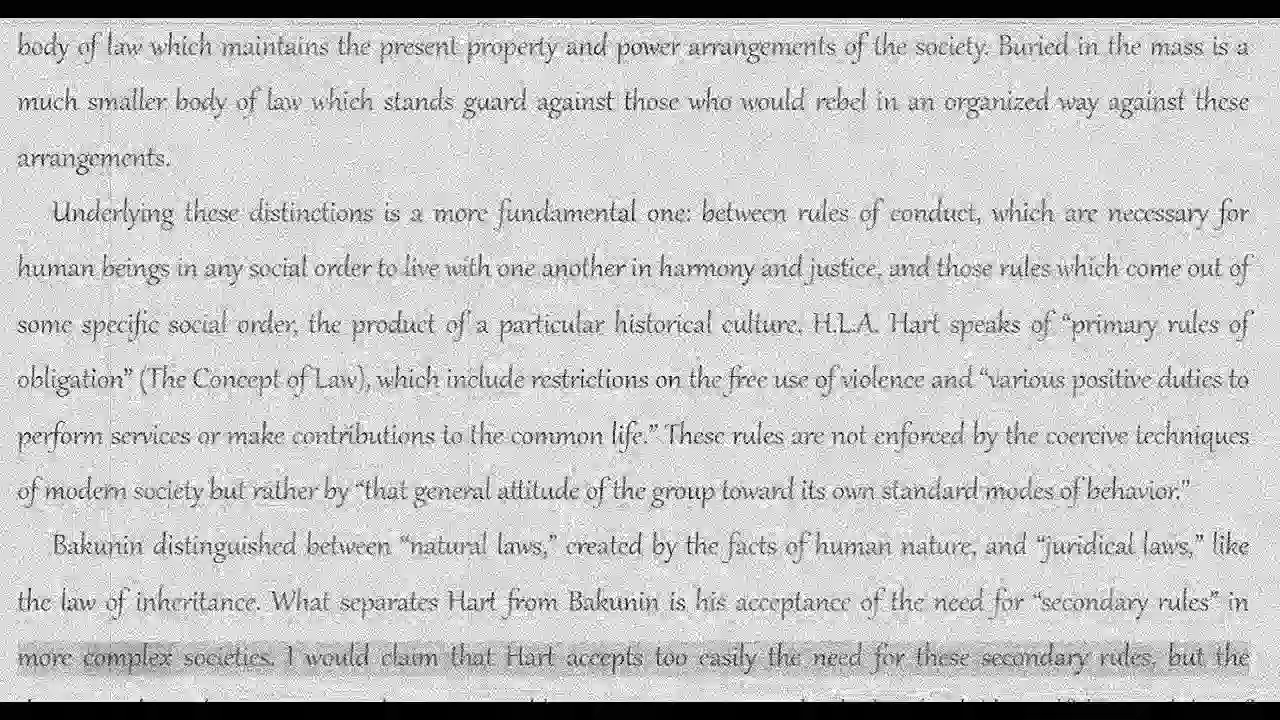 body of law which maintains the present property and power arrangements of the society. Buried in the mass is a
much smaller body of law which stands guard against those who would rebel in an organized way against these
arrangements.
Underlying these distinctions is a more fundamental one: between rules of conduct, which are necessary for
human beings in any social order to live with one another in harmony and justice, and those rules which come out of
some specific social order, the product of a particular historical culture. H.L.A. Hart speaks of “primary rules of
obligation” (The Concept of Law), which include restrictions on the free use of violence and “various positive duties to
perform services or make contributions to the common life.” These rules are not enforced by the coercive techniques
of modern society but rather by “that general attitude of the group toward its own standard modes of behavior.”
Bakunin distinguished between “natural laws,” created by the facts of human nature, and “juridical laws,” like
the law of inheritance. What separates Hart from Bakunin is his acceptance of the need for “secondary rules” in
more complex societies. I would claim that Hart accepts too easily the need for these secondary rules, but the